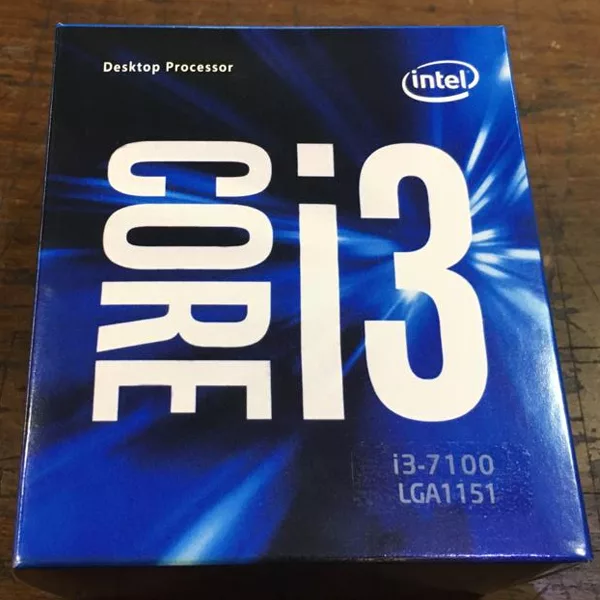 Desktop Processor
intel
CORE
i3
i3-7100
LGA1151